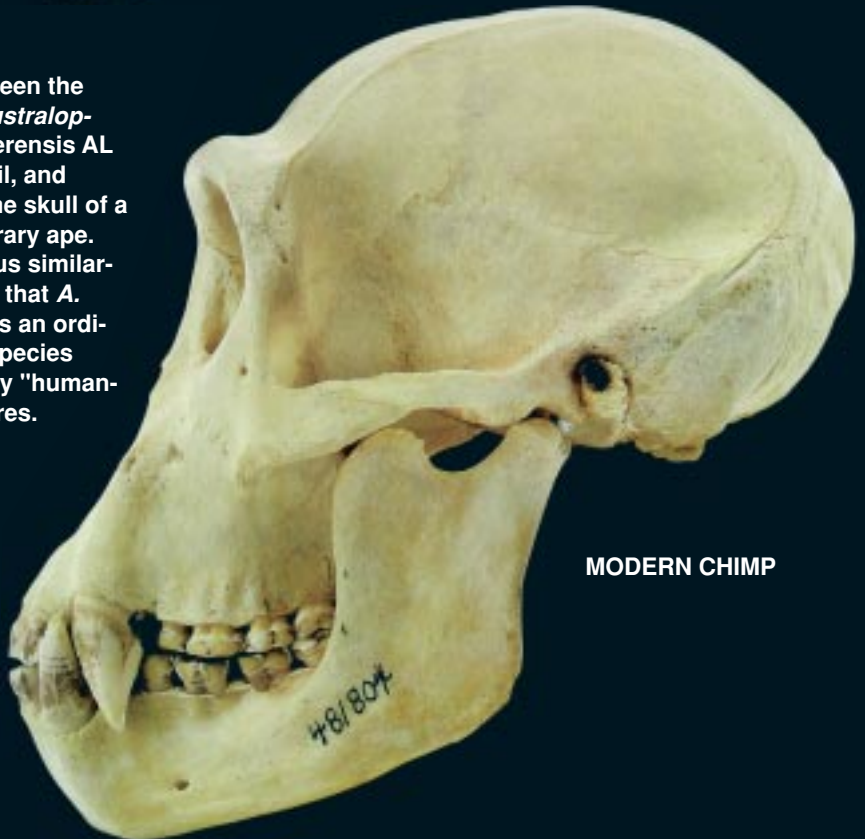 een the
ustralop-
erensis AL
il, and
e skull of a
rary ape.
us similar-
that A.
s an ordi-
pecies
y "human-
res.
MODERN CHIMP
481804